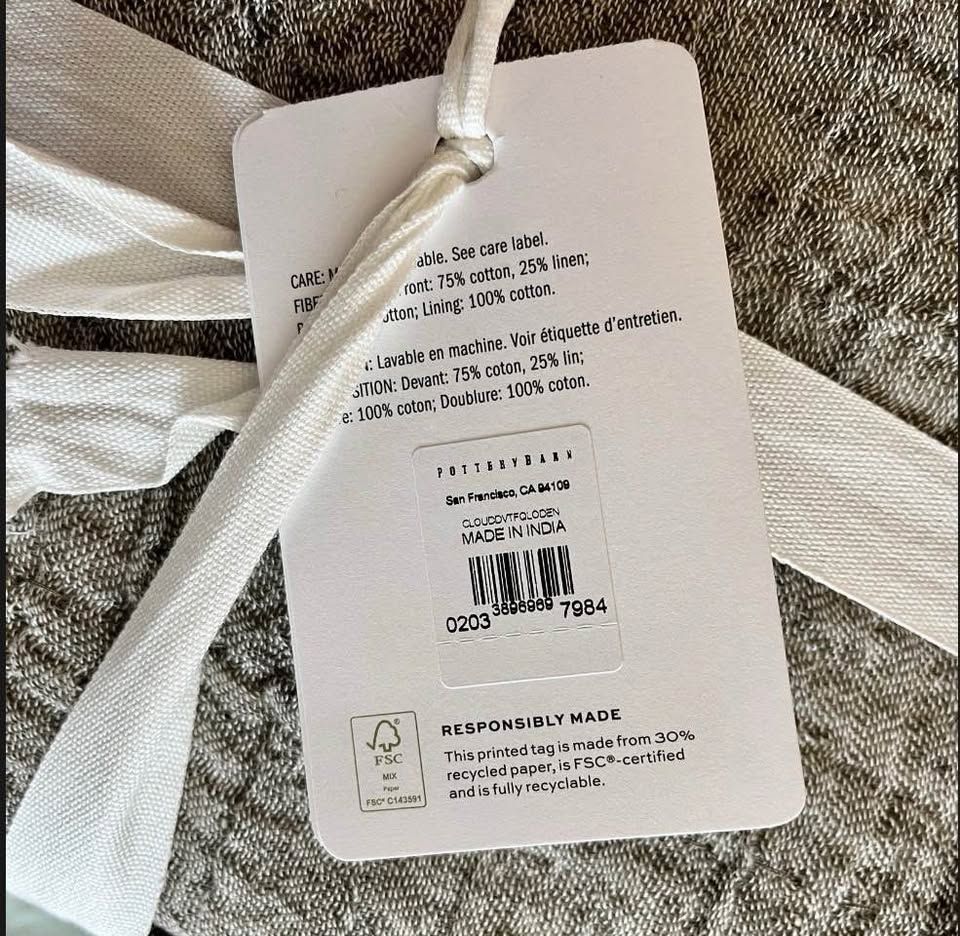 CARE: able. See care label.
FIBE ront: 75% cotton, 25% linen;
tton; Lining: 100% cotton.
N: Lavable en machine. Voir étiquette d'entretien.
SITION: Devant: 75% coton, 25% lin;
e: 100% coton; Doublure: 100% coton.
POTTERYBARN
San Francisco, CA 94109
CLOUDDVTFQLODEN
MADE IN INDIA
0203 3896969 7984
FSC®
MIX
Paper
FSC® C143591
RESPONSIBLY MADE
This printed tag is made from 30%
recycled paper, is FSC®-certified
and is fully recyclable.